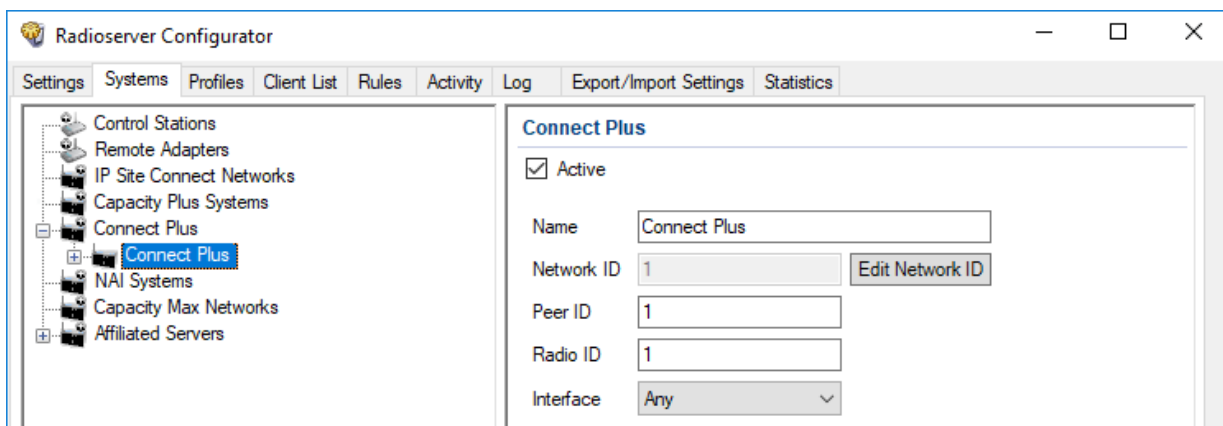 Radioserver Configurator
Settings Systems Profiles Client List Rules Activity Log Export/Import Settings Statistics
Control Stations
Remote Adapters
IP Site Connect Networks
Capacity Plus Systems
Connect Plus
Connect Plus
NAI Systems
Capacity Max Networks
Affiliated Servers
Connect Plus
Active
Name Connect Plus
Network ID 1 Edit Network ID
Peer ID 1
Radio ID 1
Interface Any